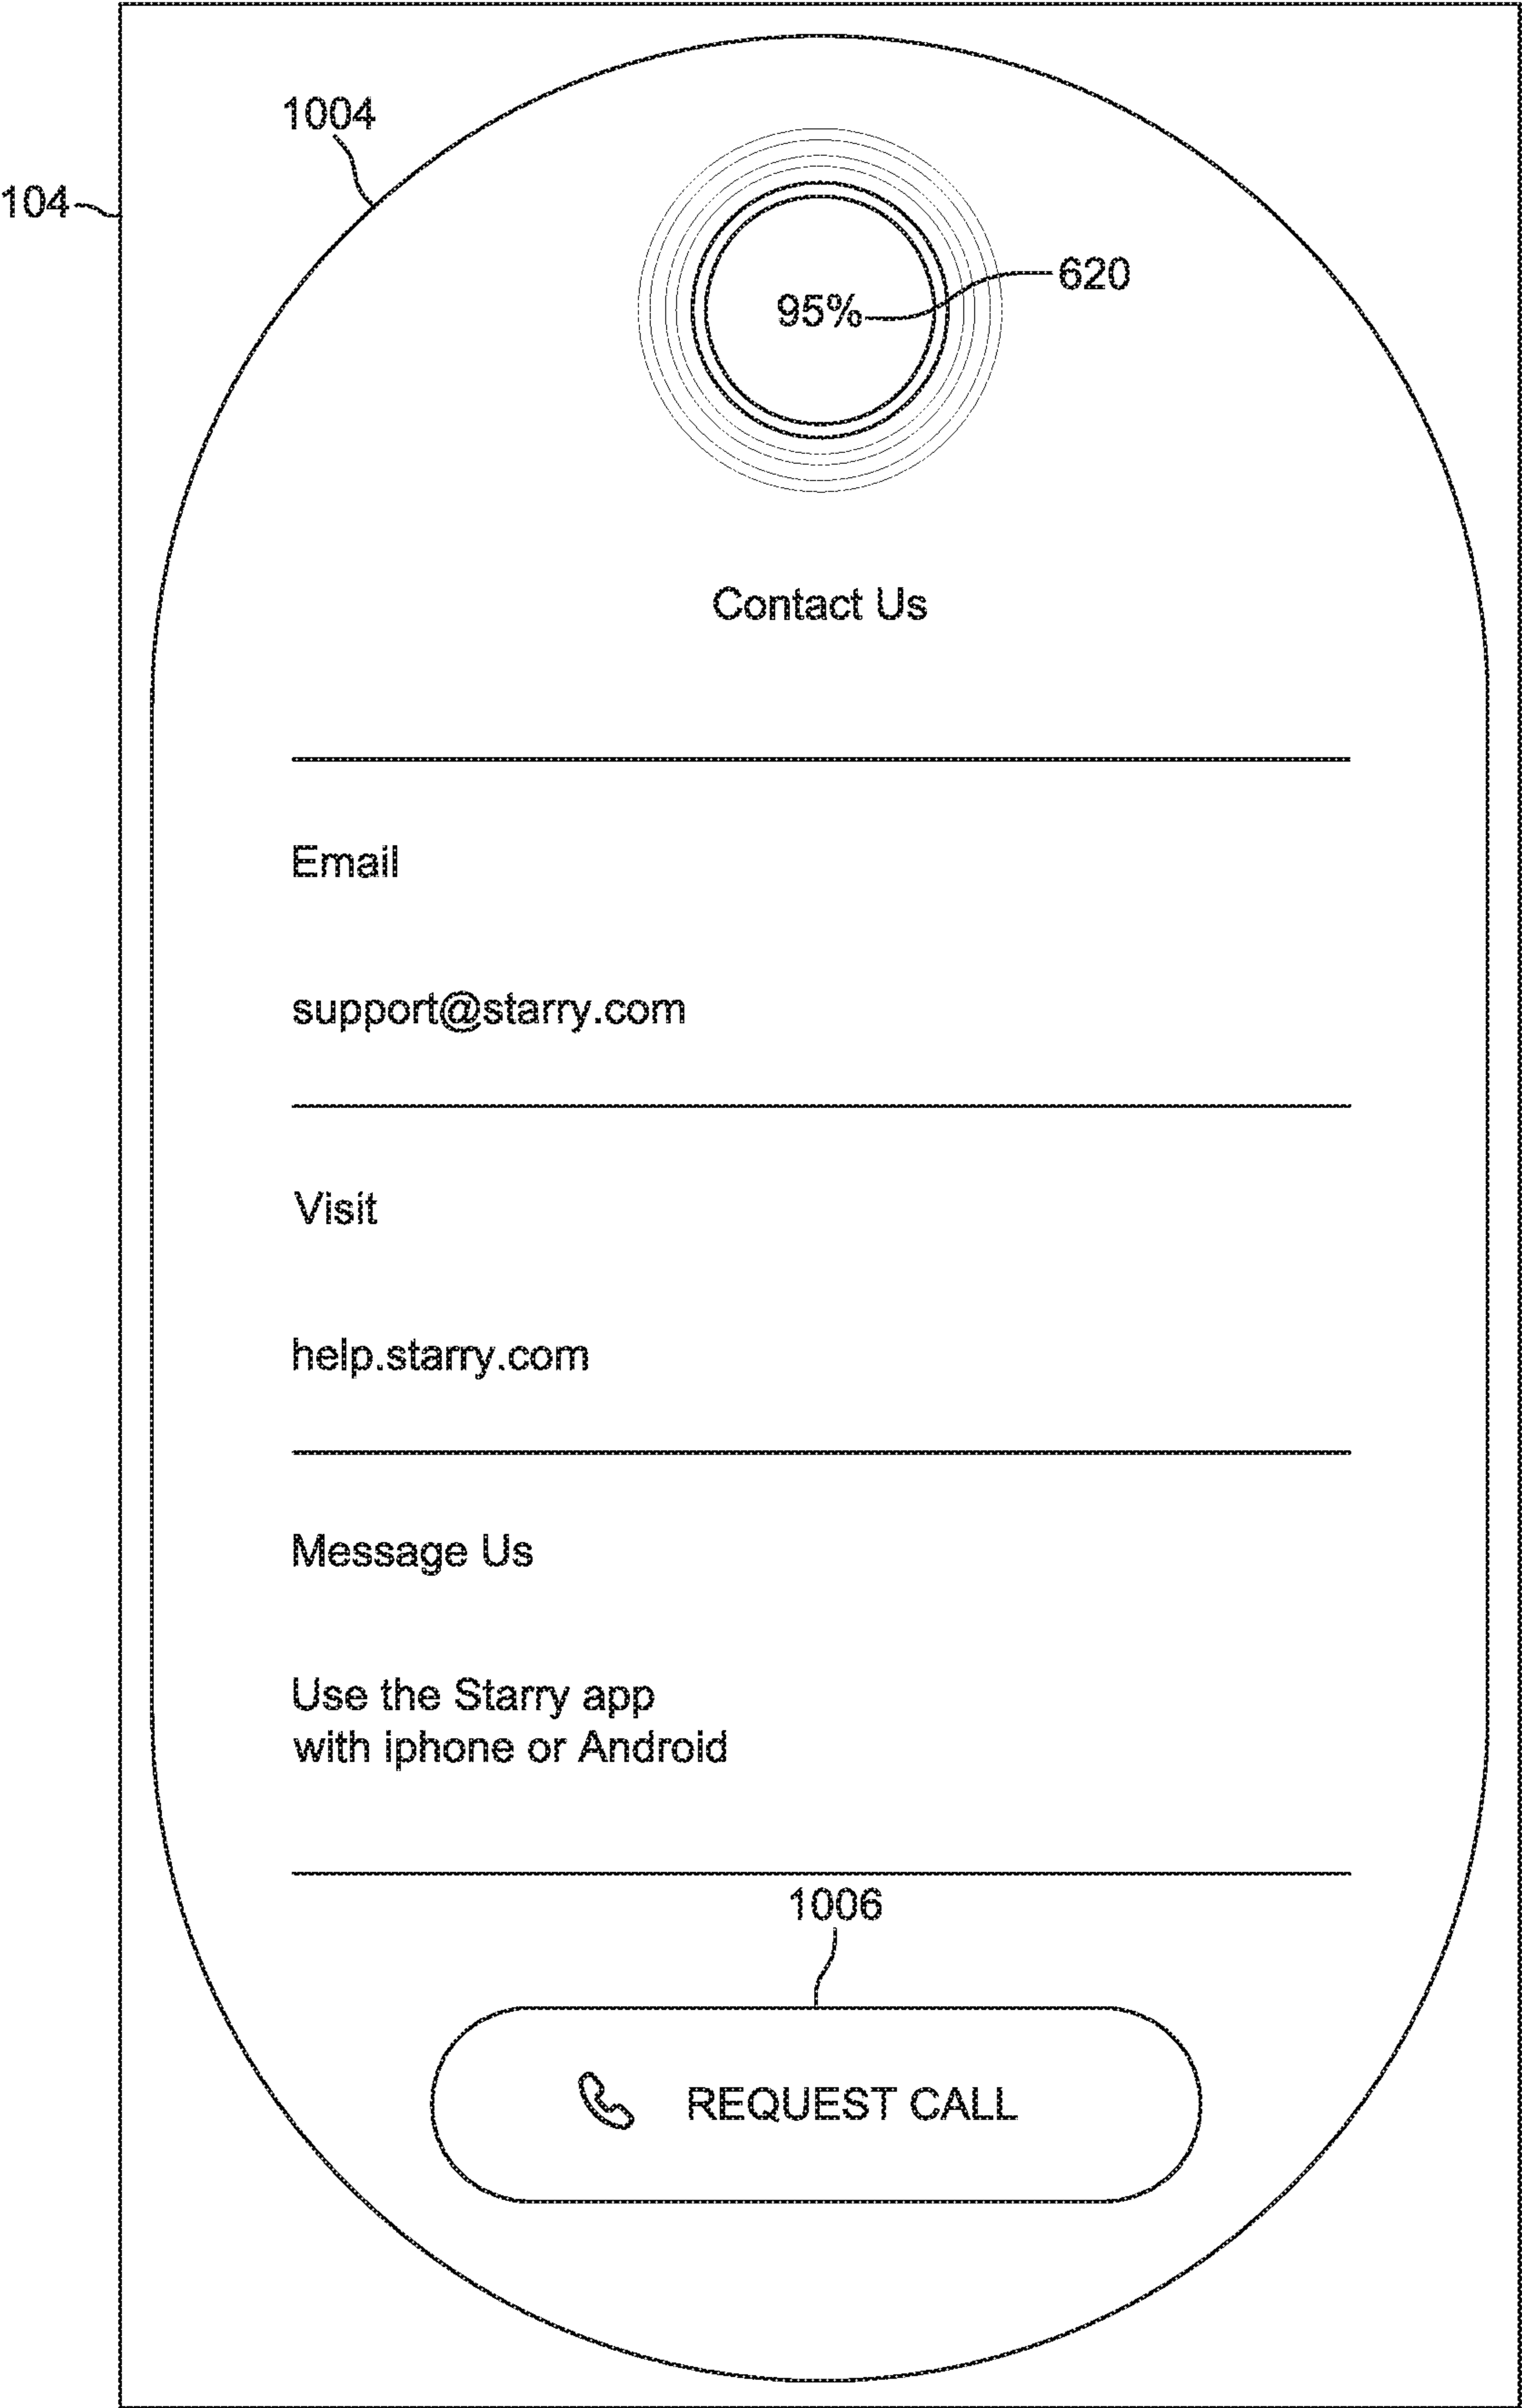 1004
104
620
95%
Contact Us
Email
support@starry.com
Visit
help.starry.com
Message Us
Use the Starry app
with iphone or Android
1006
REQUEST CALL